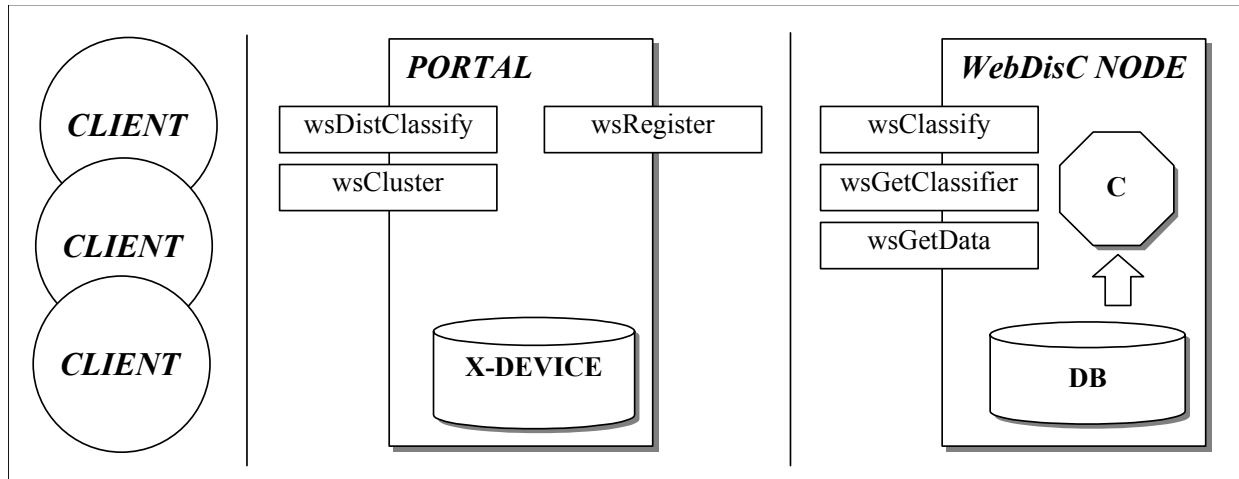 CLIENT
CLIENT
CLIENT
PORTAL
wsDistClassify
wsRegister
wsCluster
X-DEVICE
WebDisC NODE
wsClassify
wsGetClassifier
wsGetData
C
DB